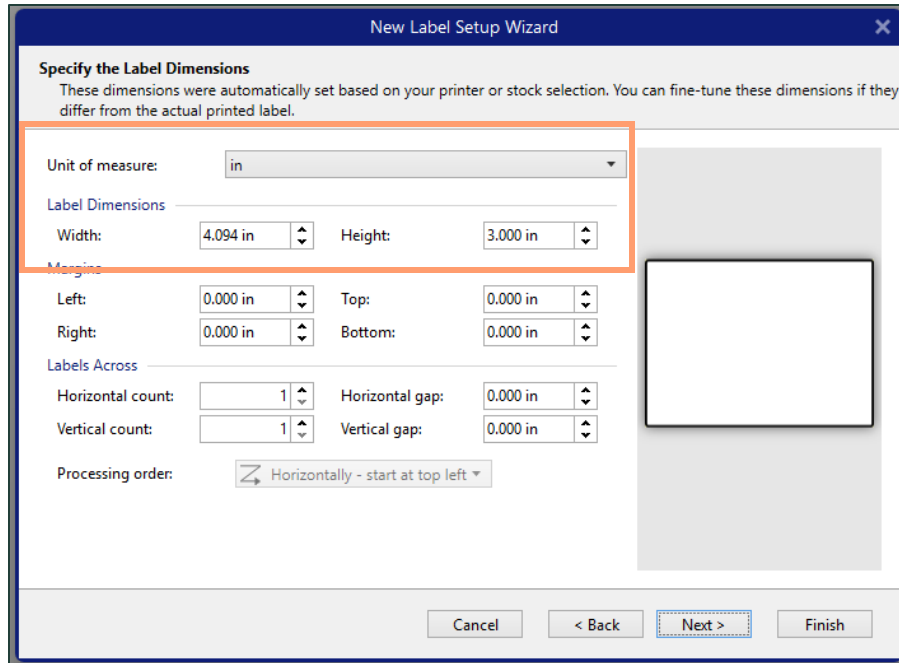 New Label Setup Wizard
Specify the Label Dimensions
These dimensions were automatically set based on your printer or stock selection. You can fine-tune these dimensions if they
differ from the actual printed label.
Unit of measure: in
Label Dimensions
Width: 4.094 in Height: 3.000 in
Margins
Left: 0.000 in Top: 0.000 in
Right: 0.000 in Bottom: 0.000 in
Labels Across
Horizontal count: 1 Horizontal gap: 0.000 in
Vertical count: 1 Vertical gap: 0.000 in
Processing order: Horizontally - start at top left
Cancel < Back Next > Finish